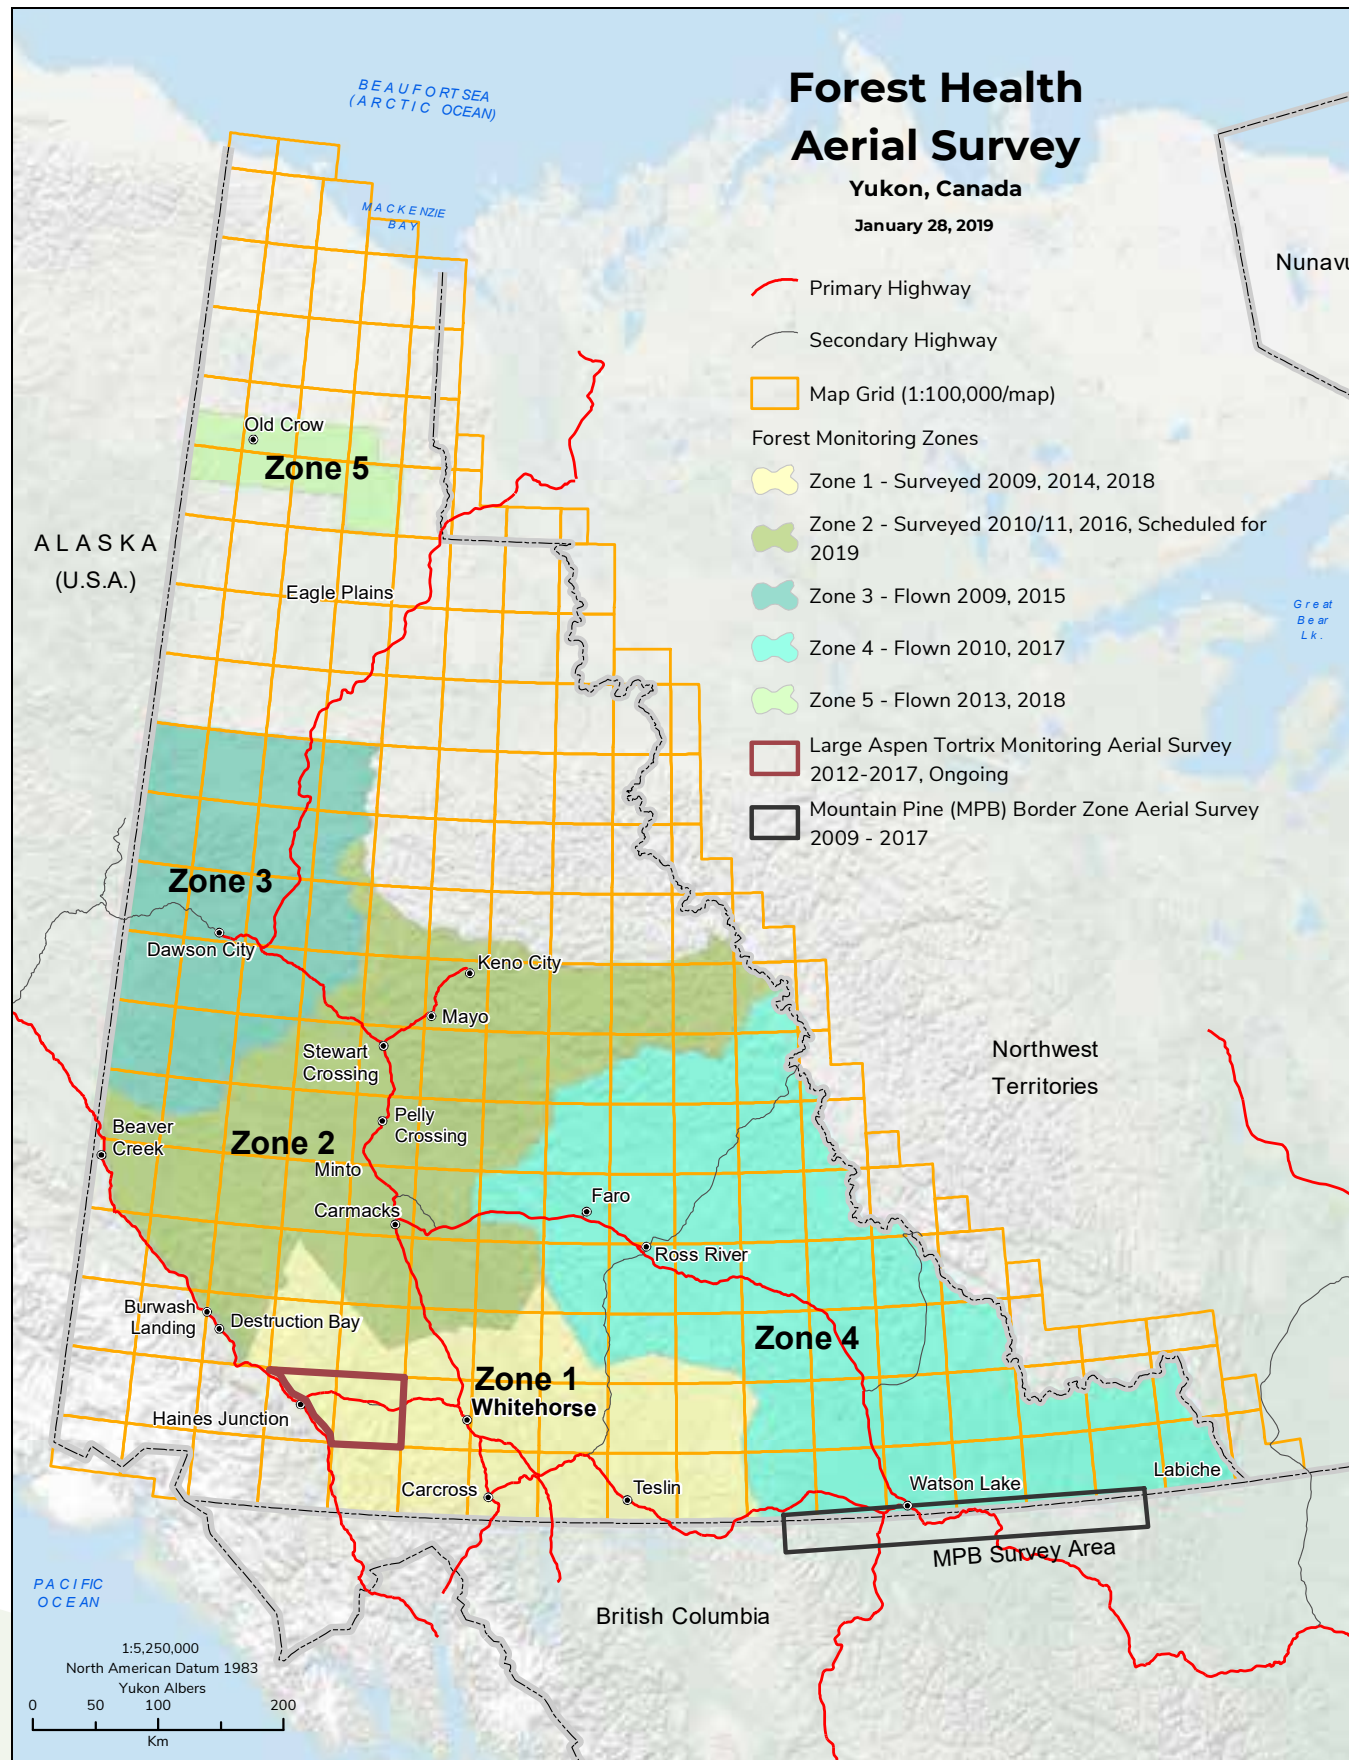 Forest Health
Aerial Survey
Yukon, Canada
January 28, 2019
BEAUFORT SEA
(ARCTIC OCEAN)
MACKENZIE
BAY
Primary Highway
Secondary Highway
Map Grid (1:100,000/map)
Forest Monitoring Zones
Zone 1 - Surveyed 2009, 2014, 2018
Zone 2 - Surveyed 2010/11, 2016, Scheduled for
2019
Zone 3 - Flown 2009, 2015
Zone 4 - Flown 2010, 2017
Zone 5 - Flown 2013, 2018
Large Aspen Tortrix Monitoring Aerial Survey
2012-2017, Ongoing
Mountain Pine (MPB) Border Zone Aerial Survey
2009 - 2017
Nunavu
Old Crow
Zone 5
ALASKA
(U.S.A.)
Eagle Plains
Great
Bear
Lk.
Zone 3
Dawson City
Keno City
Mayo
Stewart
Crossing
Northwest
Territories
Pelly
Crossing
Beaver
Creek
Zone 2
Minto
Carmacks
Faro
Ross River
Burwash
Landing
Destruction Bay
Zone 4
Zone 1
Whitehorse
Haines Junction
Carcross
Teslin
Watson Lake
Labiche
MPB Survey Area
British Columbia
PACIFIC
OCEAN
1:5,250,000
North American Datum 1983
Yukon Albers
0 50 100 200
Km